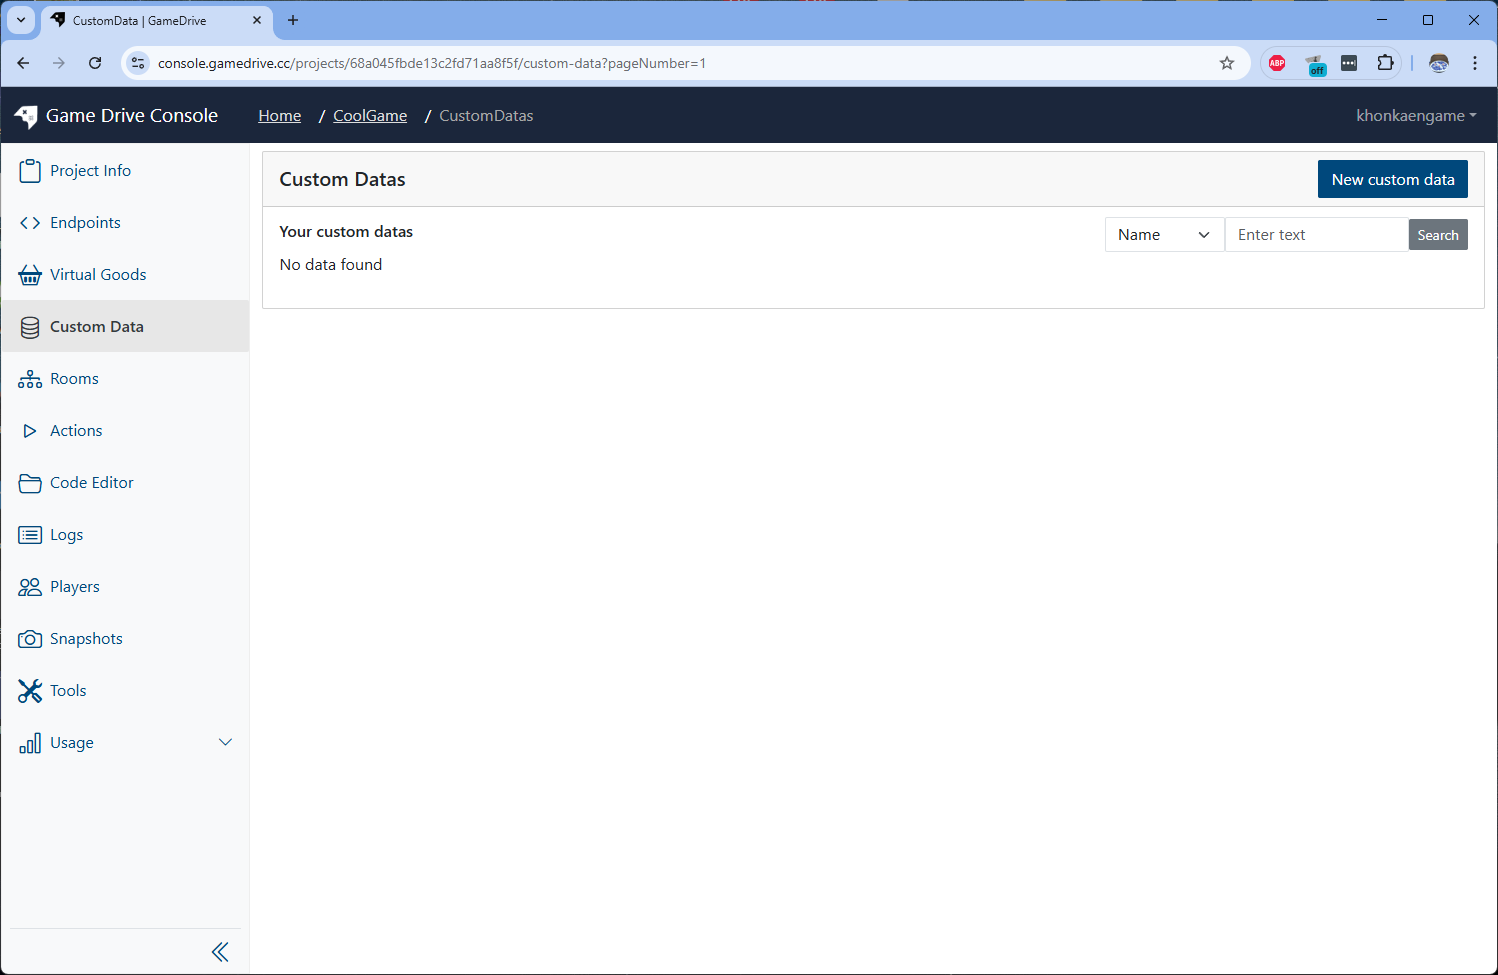 CustomData | GameDrive
console.gamedrive.cc/projects/68a045fbde13c2fd71aa8f5f/custom-data?pageNumber=1
ABP
off
Game Drive Console
Home / CoolGame / CustomDatas
khonkaengame
Project Info
Endpoints
Virtual Goods
Custom Data
Rooms
Actions
Code Editor
Logs
Players
Snapshots
Tools
Usage
Custom Datas
New custom data
Your custom datas
Name
Enter text
Search
No data found